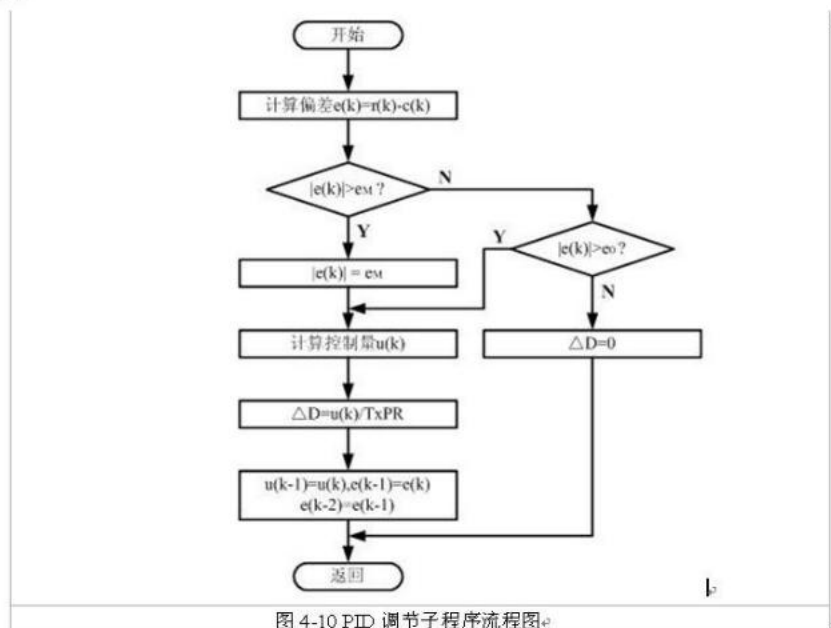 开始
计算偏差e(k)=r(k)-c(k)
|e(k)|>eM ?
N
Y
|e(k)|>e0 ?
Y
|e(k)| = eM
N
计算控制量u(k)
△D=0
△D=u(k)/TxPR
u(k-1)=u(k),e(k-1)=e(k)
e(k-2)=e(k-1)
返回
图 4-10 PID 调节子程序流程图